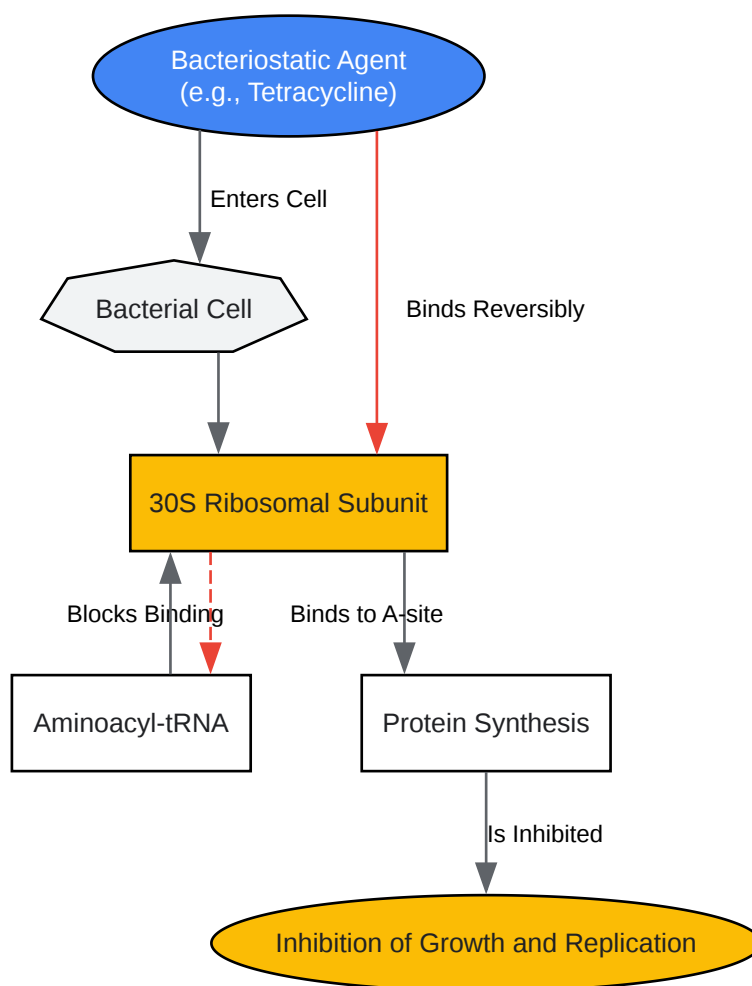 Bacteriostatic Agent
(e.g., Tetracycline)
Enters Cell
Bacterial Cell
Binds Reversibly
30S Ribosomal Subunit
Blocks Binding
Binds to A-site
Aminoacyl-tRNA
Protein Synthesis
Is Inhibited
Inhibition of Growth and Replication